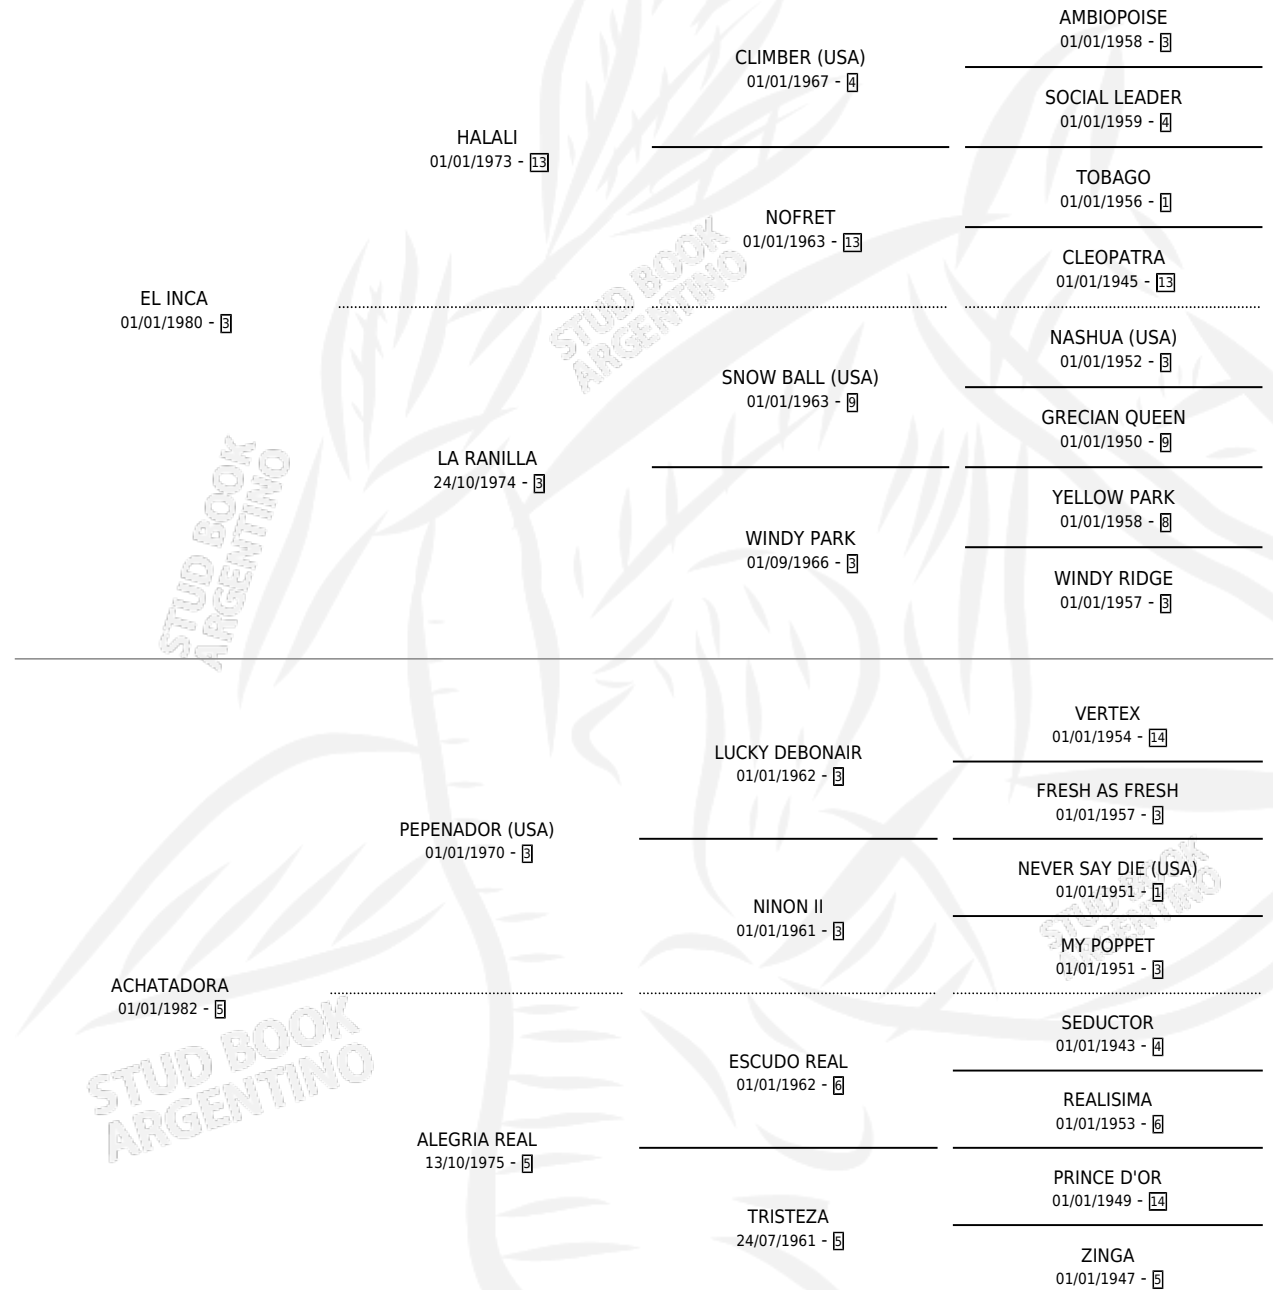 AMBIOPOISE
01/01/1958 - 3
CLIMBER (USA)
01/01/1967 - 4
SOCIAL LEADER
01/01/1959 - 4
HALALI
01/01/1973 - 13
TOBAGO
01/01/1956 - 1
NOFRET
01/01/1963 - 13
CLEOPATRA
01/01/1945 - 13
EL INCA
01/01/1980 - 3
NASHUA (USA)
01/01/1952 - 3
SNOW BALL (USA)
01/01/1963 - 9
GRECIAN QUEEN
01/01/1950 - 9
LA RANILLA
24/10/1974 - 3
YELLOW PARK
01/01/1958 - 8
WINDY PARK
01/09/1966 - 3
WINDY RIDGE
01/01/1957 - 3
STUD BOOK
ARGENTINO
STUD BOOK
ARGENTINO
VERTEX
01/01/1954 - 14
LUCKY DEBONAIR
01/01/1962 - 3
FRESH AS FRESH
01/01/1957 - 3
PEPENADOR (USA)
01/01/1970 - 3
NEVER SAY DIE (USA)
01/01/1951 - 1
NINON II
01/01/1961 - 3
MY POPPET
01/01/1951 - 3
STUD BOOK
ARGENTINO
ACHATADORA
01/01/1982 - 5
SEDUCTOR
01/01/1943 - 4
ESCUDO REAL
01/01/1962 - 6
REALISIMA
01/01/1953 - 6
ALEGRIA REAL
13/10/1975 - 5
PRINCE D'OR
01/01/1949 - 14
TRISTEZA
24/07/1961 - 5
ZINGA
01/01/1947 - 5
STUD BOOK
ARGENTINO